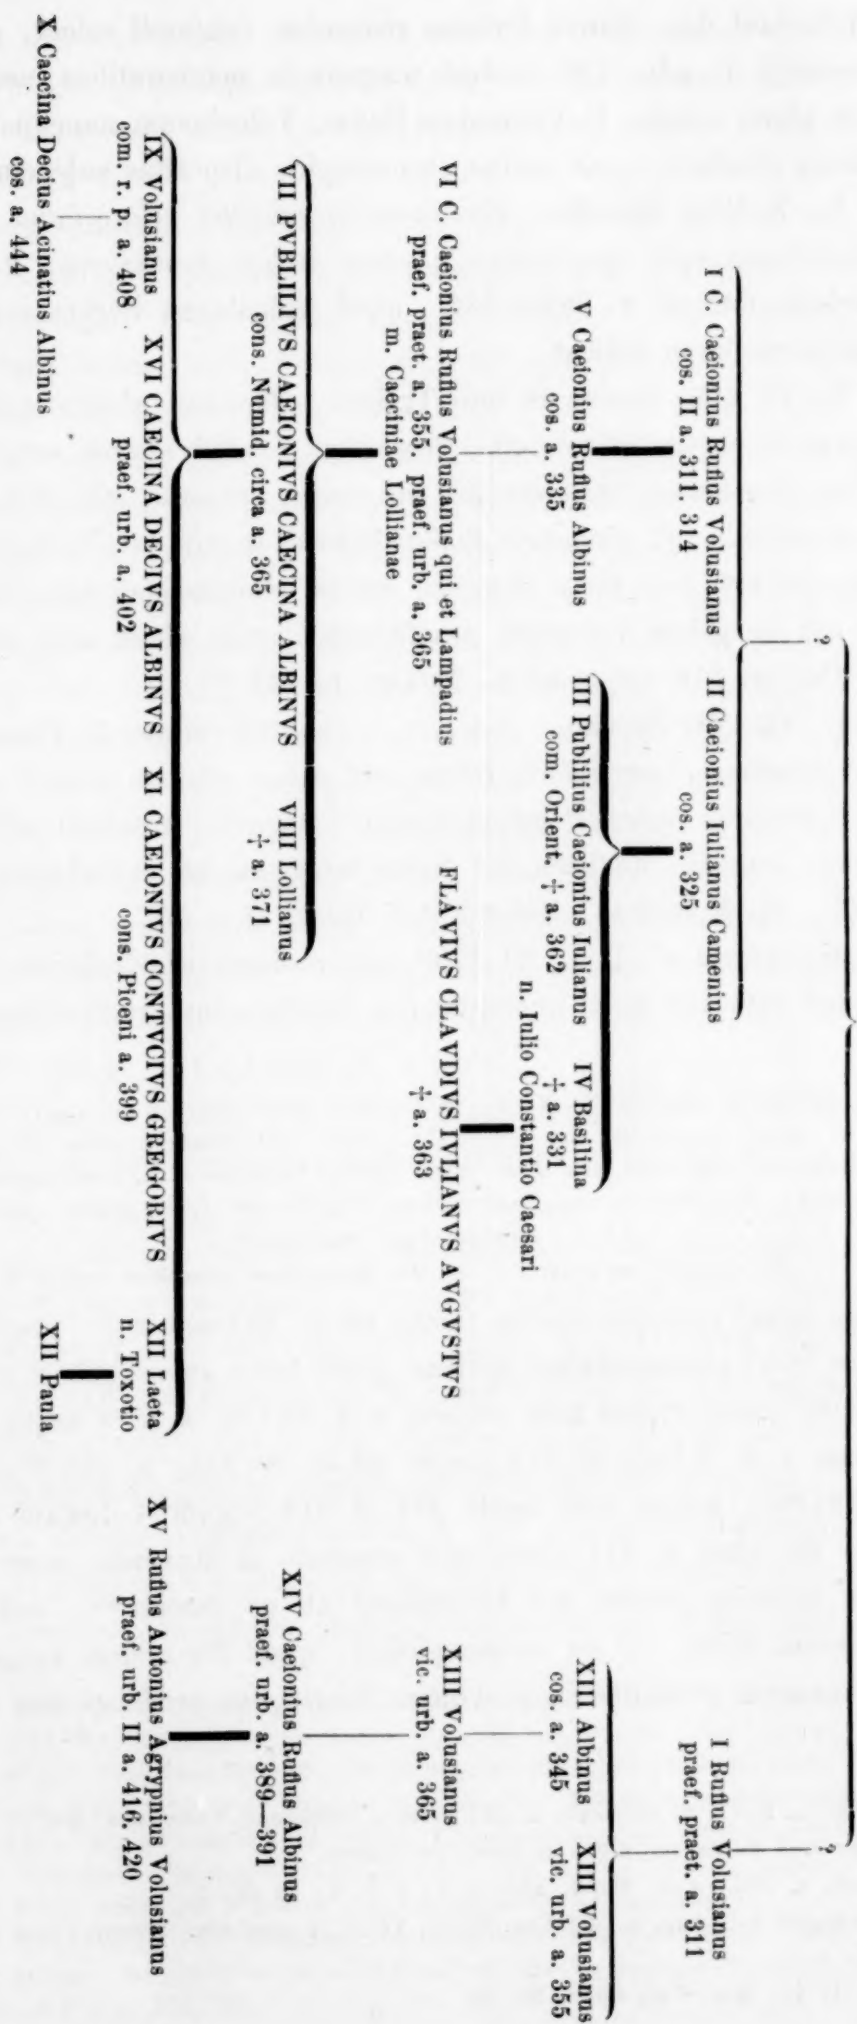 ?
?
I C. Caeionius Rufius Volusianus
cos. II a. 311. 314
II Caeionius Iulianus Camenius
cos. a. 325
I Rufius Volusianus
praef. praet. a. 311
V Caeionius Rufius Albinus
cos. a. 335
III Publilius Caeionius Iulianus
com. Orient. † a. 362
IV Basilina
† a. 331
n. Iulio Constantio Caesari
XIII Albinus
cos. a. 345
XIII Volusianus
vic. urb. a. 355
VI C. Caeionius Rufius Volusianus qui et Lampadius
praef. praet. a. 355. praef. urb. a. 365
m. Caeciniae Lollianae
FLAVIVS CLAVDIVS IVLIANVS AVGVSTVS
† a. 363
XIII Volusianus
vic. urb. a. 365
VII PVBLILIVS CAEIONIVS CAECINA ALBINVS
cons. Numid. circa a. 365
VIII Lollianus
† a. 371
XIV Caeionius Rufius Albinus
praef. urb. a. 389—391
IX Volusianus
com. r. p. a. 408
XVI CAECINA DECIVS ALBINVS
praef. urb. a. 402
XI CAEIONIVS CONTVCIVS GREGORIVS
cons. Piceni a. 399
XII Laeta
n. Toxotio
XV Rufius Antonius Agrypnius Volusianus
praef. urb. II a. 416. 420
X Caecina Decius Acinatius Albinus
cos. a. 444
XII Paula